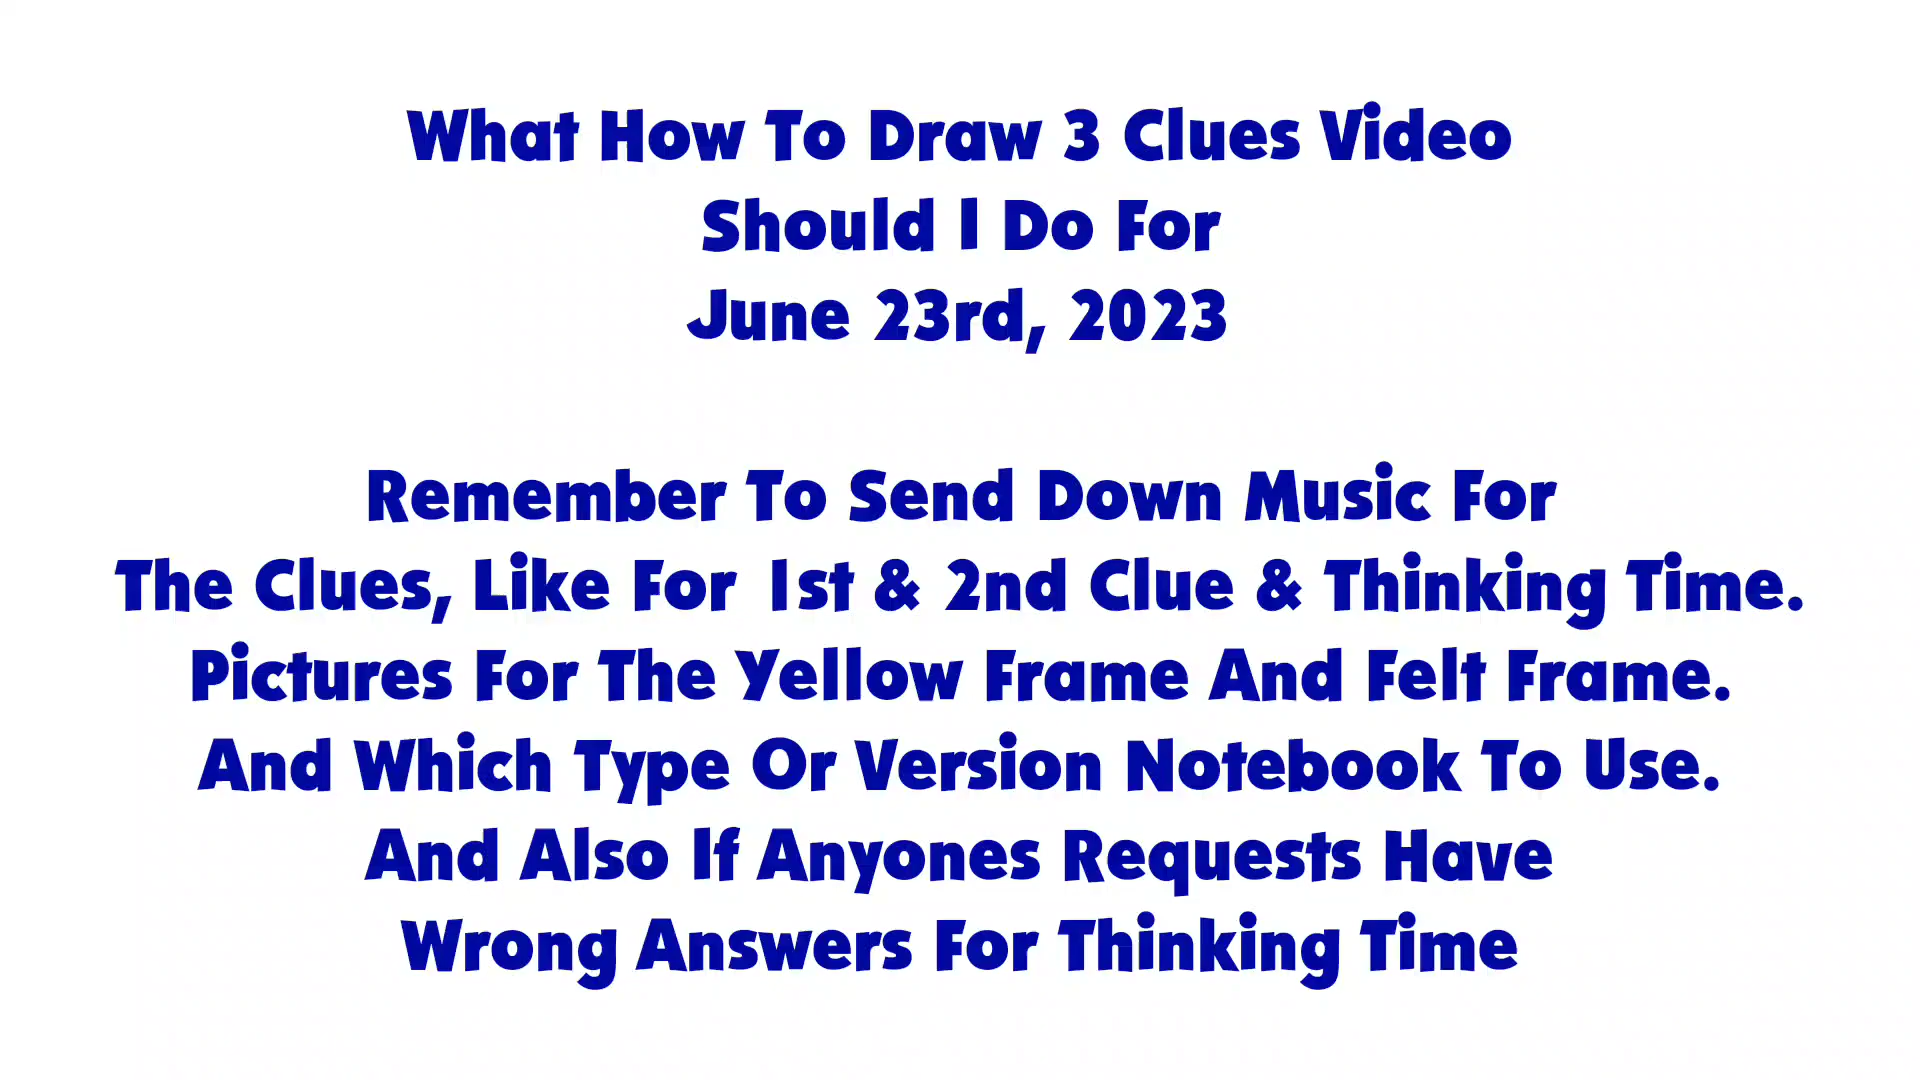 What How To Draw 3 Clues Video
Should I Do For
June 23rd, 2023
Remember To Send Down Music For
The Clues, Like For 1st & 2nd Clue & Thinking Time.
Pictures For The Yellow Frame And Felt Frame.
And Which Type Or Version Notebook To Use.
And Also If Anyones Requests Have
Wrong Answers For Thinking Time